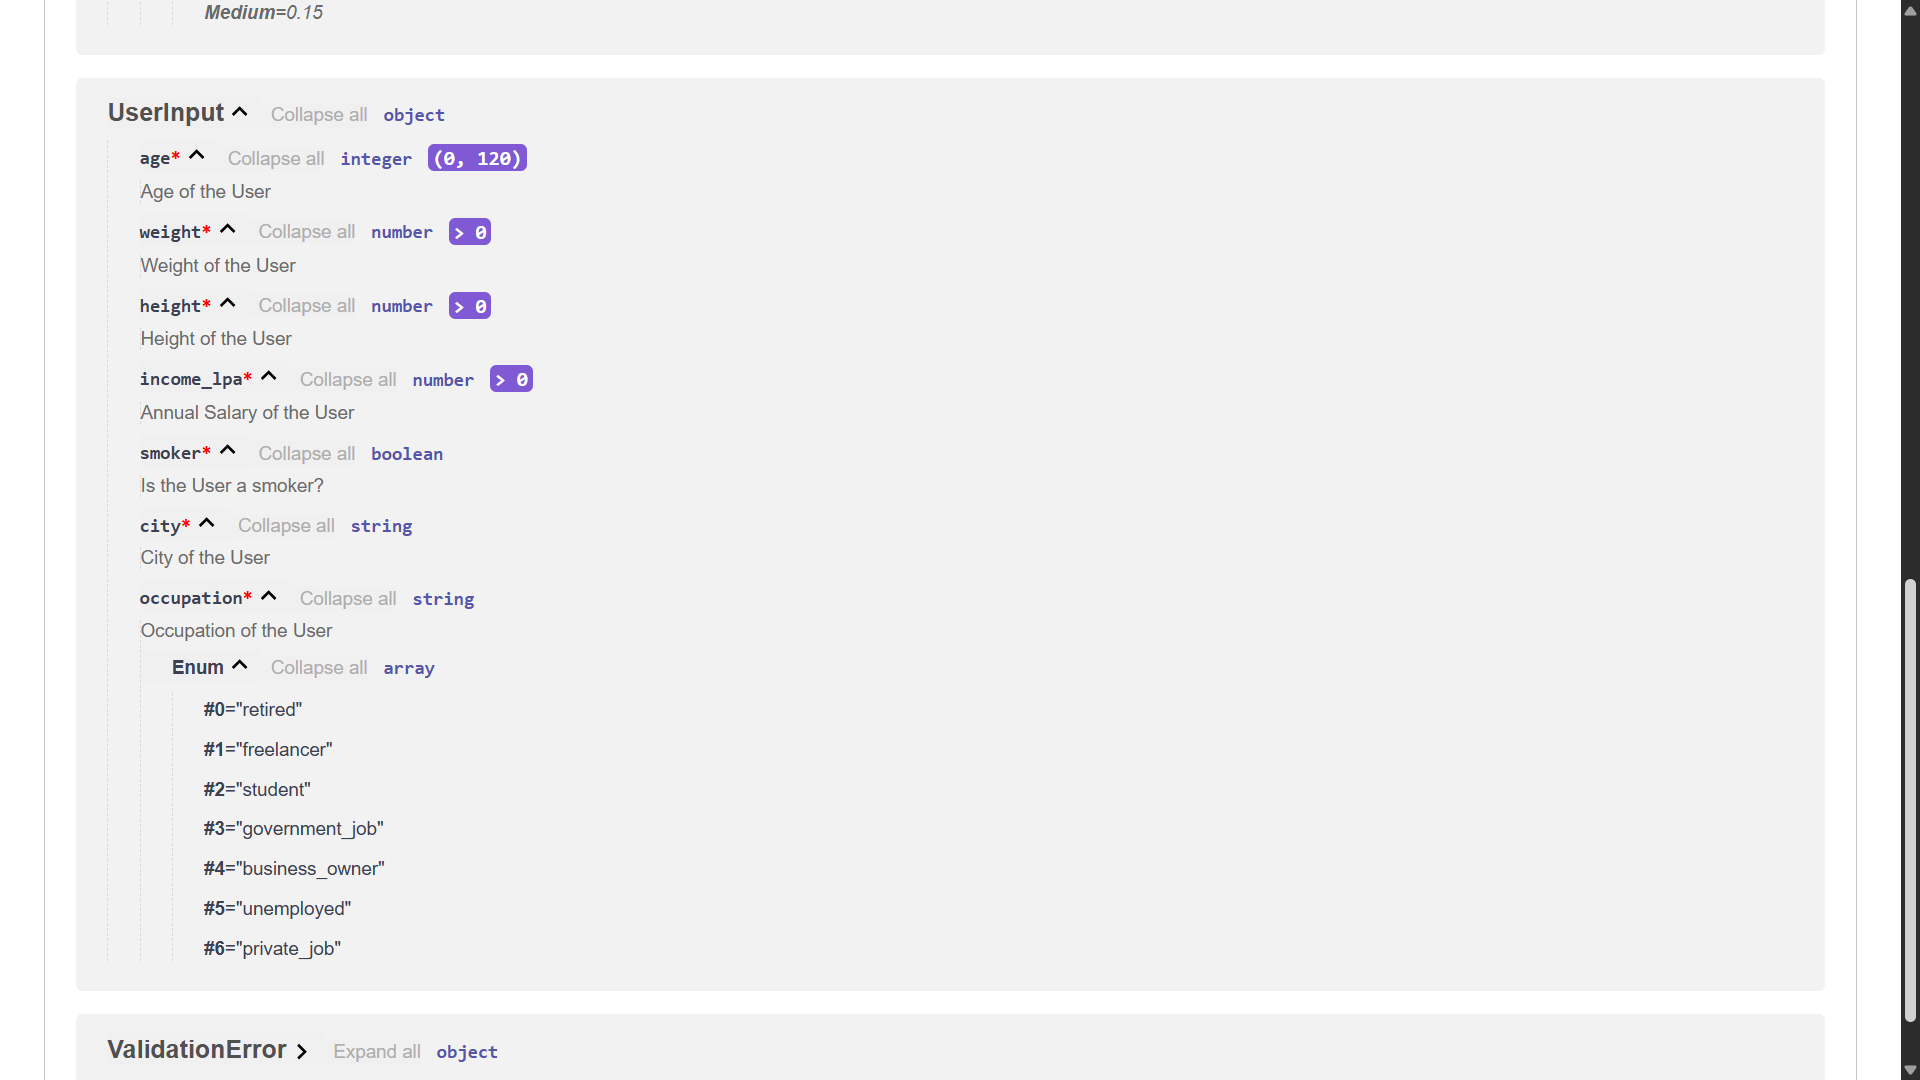 Medium=0.15
UserInput Collapse all object
age* Collapse all integer (0, 120)
Age of the User
weight* Collapse all number > 0
Weight of the User
height* Collapse all number > 0
Height of the User
income_lpa* Collapse all number > 0
Annual Salary of the User
smoker* Collapse all boolean
Is the User a smoker?
city* Collapse all string
City of the User
occupation* Collapse all string
Occupation of the User
Enum Collapse all array
#0="retired"
#1="freelancer"
#2="student"
#3="government_job"
#4="business_owner"
#5="unemployed"
#6="private_job"
ValidationError Expand all object